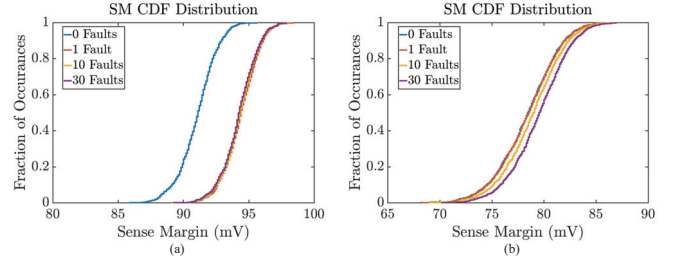 SM CDF Distribution
1
0 Faults
1 Fault
10 Faults
30 Faults
0.8
0.6
0.4
0.2
0
Fraction of Occurances
80 85 90 95 100
Sense Margin (mV)
(a)
SM CDF Distribution
1
0 Faults
1 Fault
10 Faults
30 Faults
0.8
0.6
0.4
0.2
0
Fraction of Occurances
65 70 75 80 85 90
Sense Margin (mV)
(b)